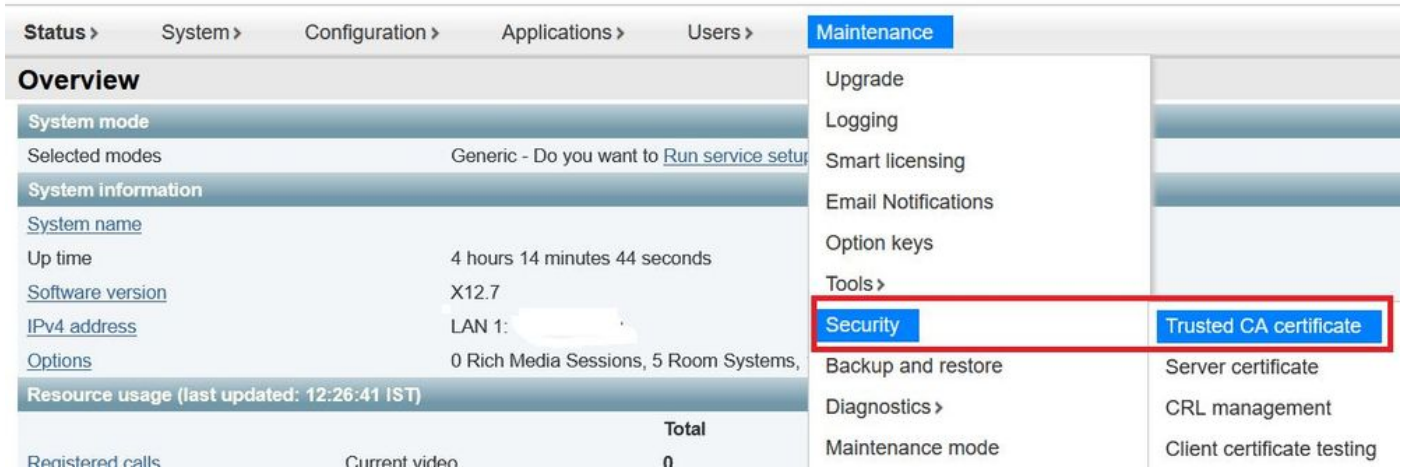 Status › System › Configuration › Applications › Users › Maintenance
Overview
System mode
Selected modes Generic - Do you want to Run service setup
System information
System name
Up time 4 hours 14 minutes 44 seconds
Software version X12.7
IPv4 address LAN 1:
Options 0 Rich Media Sessions, 5 Room Systems,
Resource usage (last updated: 12:26:41 IST)
Total
Registered calls Current video 0
Upgrade
Logging
Smart licensing
Email Notifications
Option keys
Tools ›
Security
Backup and restore
Diagnostics ›
Maintenance mode
Trusted CA certificate
Server certificate
CRL management
Client certificate testing